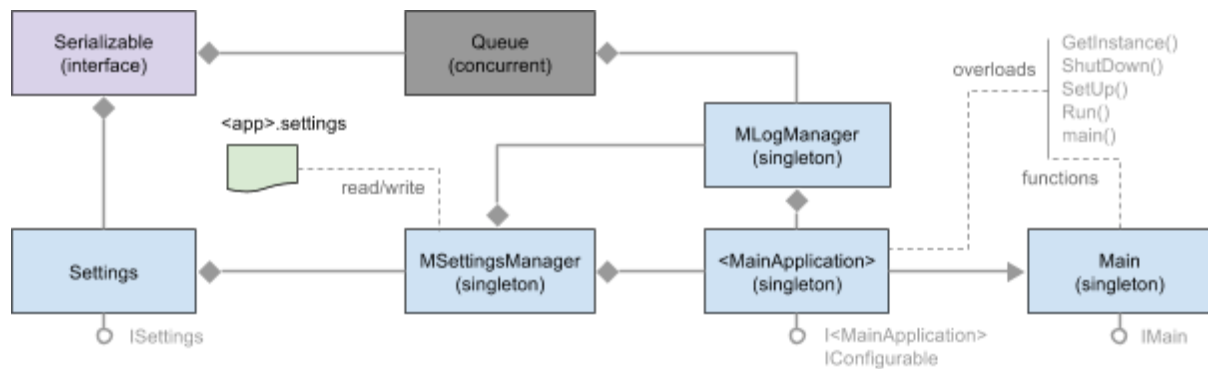 Serializable
(interface)
Queue
(concurrent)
GetInstance()
ShutDown()
SetUp()
Run()
main()
overloads
<app>.settings
MLogManager
(singleton)
read/write
functions
Settings
MSettingsManager
(singleton)
<MainApplication>
(singleton)
Main
(singleton)
ISettings
I<MainApplication>
IConfigurable
IMain